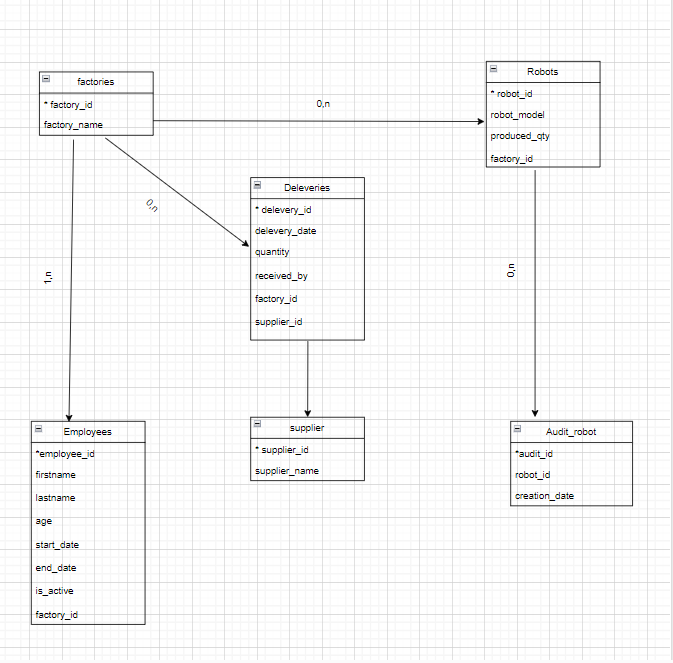 factories
* factory_id
factory_name
0,n
Robots
* robot_id
robot_model
produced_qty
factory_id
0,n
Deleveries
* delevery_id
delevery_date
quantity
received_by
factory_id
supplier_id
1,n
0,n
Employees
*employee_id
firstname
lastname
age
start_date
end_date
is_active
factory_id
supplier
* supplier_id
supplier_name
Audit_robot
*audit_id
robot_id
creation_date